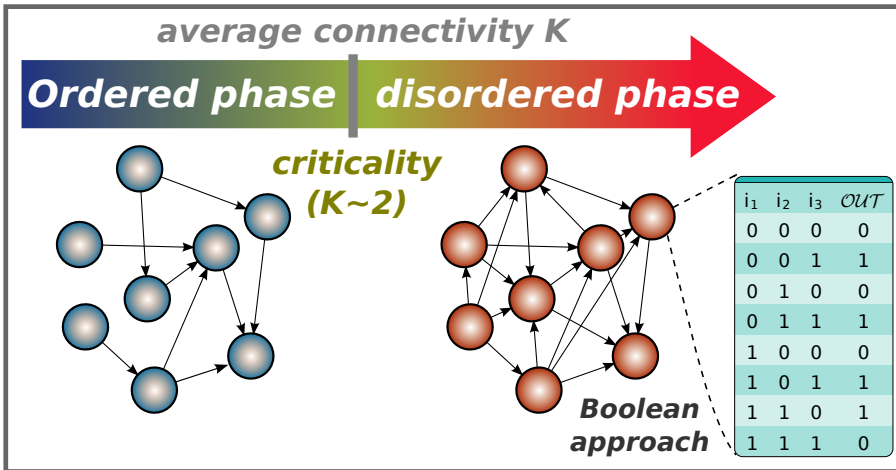 average connectivity K
Ordered phase disordered phase
criticality
(K~2)
i₁ i₂ i₃ OUT
0 0 0 0
0 0 1 1
0 1 0 0
0 1 1 1
1 0 0 0
1 0 1 1
1 1 0 1
1 1 1 0
Boolean
approach